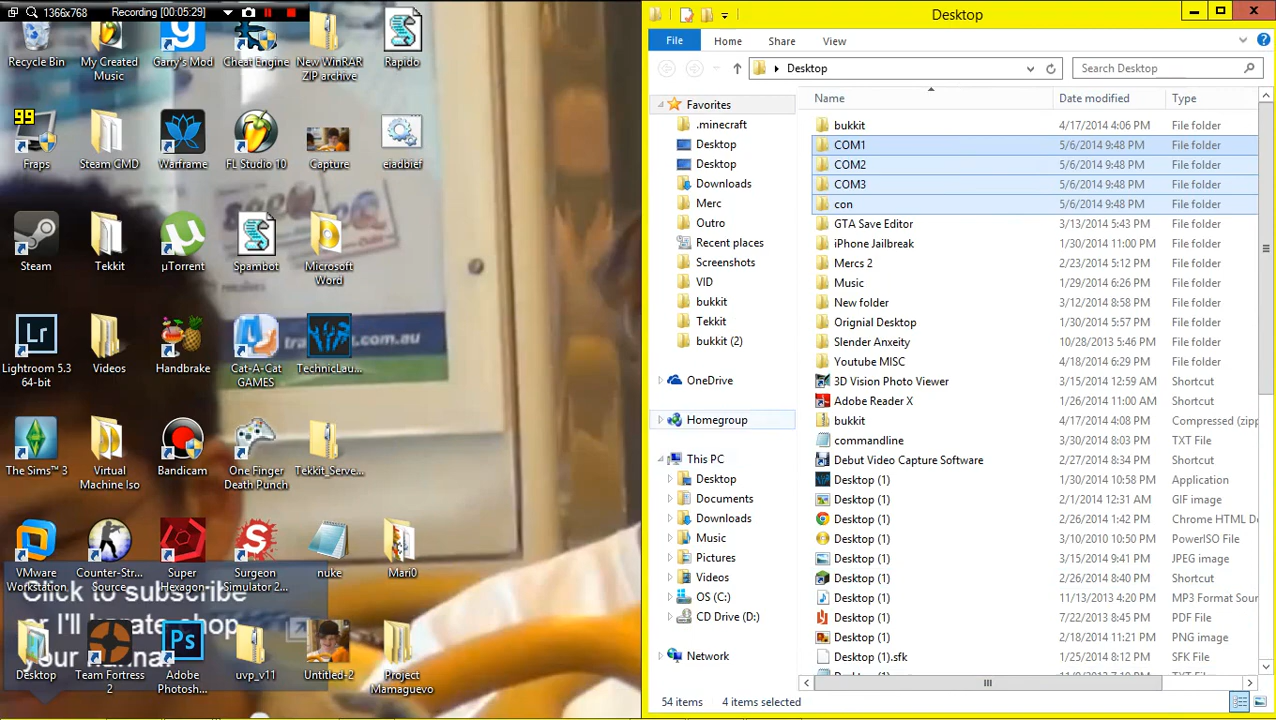 1366x768 Recording [00:05:29]
Recycle Bin
My Created Music
Garry's Mod
Cheat Engine
New WinRAR ZIP archive
Rapido
99
Fraps
Steam CMD
Warframe
FL Studio 10
Capture
eiadbief
Steam
Tekkit
µTorrent
Spambot
Microsoft Word
Lightroom 5.3 64-bit
Videos
Handbrake
Cat-A-Cat GAMES
TechnicLau...
The Sims™ 3
Virtual Machine Iso
Bandicam
One Finger Death Punch
Tekkit_Serve...
VMware Workstation
Counter-Str... Source
Super Hexagon
Surgeon Simulator 2...
nuke
Mari0
Click to subscribe
or I'll karate chop
your nanna!
Desktop
Team Fortress 2
Adobe Photosh...
uvp_v11
Untitled-2
Project Mamaguevo
.com.au
Desktop
File Home Share View
Desktop
Search Desktop
Favorites
.minecraft
Desktop
Desktop
Downloads
Merc
Outro
Recent places
Screenshots
VID
bukkit
Tekkit
bukkit (2)
OneDrive
Homegroup
This PC
Desktop
Documents
Downloads
Music
Pictures
Videos
OS (C:)
CD Drive (D:)
Network
Name Date modified Type
bukkit 4/17/2014 4:06 PM File folder
COM1 5/6/2014 9:48 PM File folder
COM2 5/6/2014 9:48 PM File folder
COM3 5/6/2014 9:48 PM File folder
con 5/6/2014 9:48 PM File folder
GTA Save Editor 3/13/2014 5:43 PM File folder
iPhone Jailbreak 1/30/2014 11:00 PM File folder
Mercs 2 2/23/2014 5:12 PM File folder
Music 1/29/2014 6:26 PM File folder
New folder 3/12/2014 8:58 PM File folder
Orignial Desktop 1/30/2014 5:57 PM File folder
Slender Anxeity 10/28/2013 5:46 PM File folder
Youtube MISC 4/18/2014 6:29 PM File folder
3D Vision Photo Viewer 3/15/2014 12:59 AM Shortcut
Adobe Reader X 1/26/2014 11:00 AM Shortcut
bukkit 4/17/2014 4:08 PM Compressed (zipp
commandline 3/30/2014 8:03 PM TXT File
Debut Video Capture Software 2/27/2014 8:34 PM Shortcut
Desktop (1) 1/30/2014 10:58 PM Application
Desktop (1) 2/1/2014 12:31 AM GIF image
Desktop (1) 2/26/2014 1:42 PM Chrome HTML Do
Desktop (1) 3/10/2014 2:53 PM PowerISO File
Desktop (1) 3/15/2014 9:41 PM JPEG image
Desktop (1) 2/26/2014 8:40 PM Shortcut
Desktop (1) 11/13/2013 4:20 PM MP3 Format Soun
Desktop (1) 7/22/2013 8:45 PM PDF File
Desktop (1) 2/18/2014 11:21 PM PNG image
Desktop (1).sfk 1/25/2014 8:12 PM SFK File
54 items 4 items selected